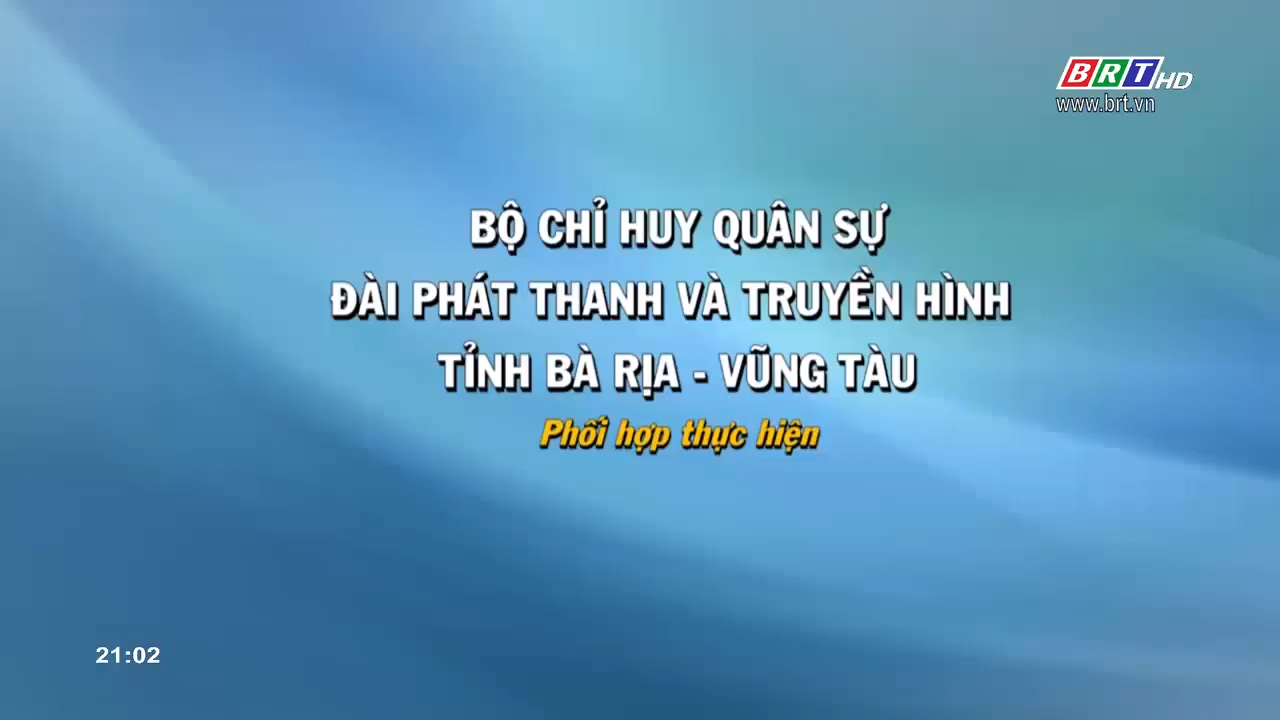 BRT HD
www.brt.vn
BỘ CHỈ HUY QUÂN SỰ
ĐÀI PHÁT THANH VÀ TRUYỀN HÌNH
TỈNH BÀ RỊA - VŨNG TÀU
Phối hợp thực hiện
21:02